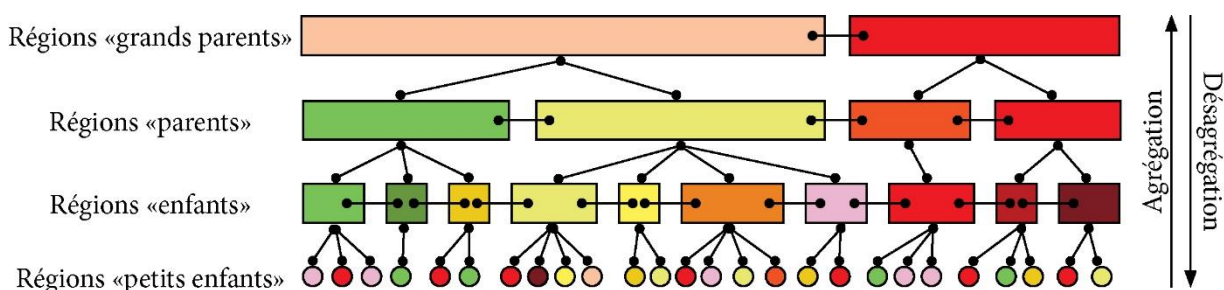 Régions «grands parents»
Régions «parents»
Régions «enfants»
Régions «petits enfants»
Agrégation
Désagrégation